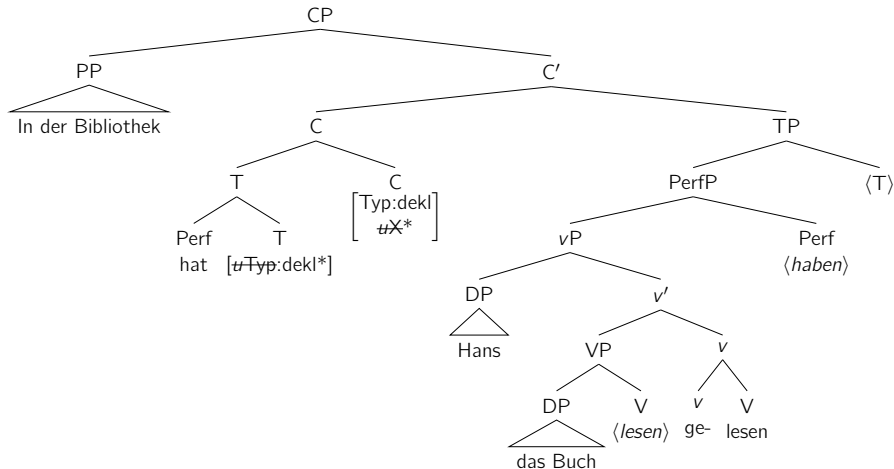 CP
PP C′
In der Bibliothek C TP
T C PerfP ⟨T⟩
Typ:dekl
Perf T uX* vP Perf
hat [uTyp:dekl*] ⟨haben⟩
DP v′
Hans VP v
DP V v V
das Buch ⟨lesen⟩ ge- lesen